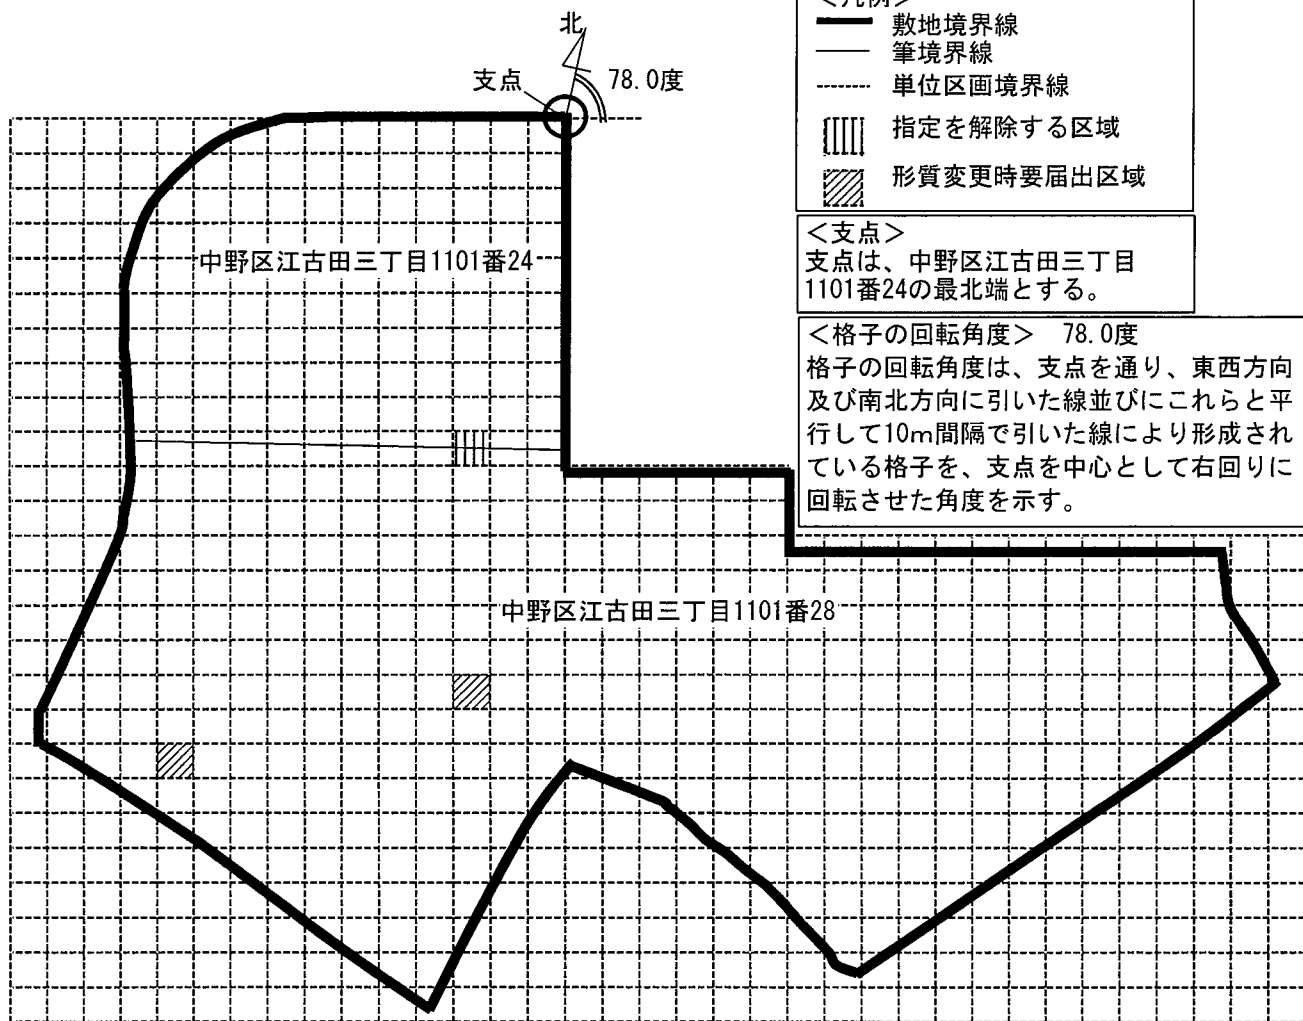 北
支点
78.0度
<凡例>
敷地境界線
筆境界線
単位区画境界線
指定を解除する区域
形質変更時要届出区域
<支点>
支点は、中野区江古田三丁目
1101番24の最北端とする。
<格子の回転角度> 78.0度
格子の回転角度は、支点を通り、東西方向
及び南北方向に引いた線並びにこれらと平
行して10m間隔で引いた線により形成され
ている格子を、支点を中心として右回りに
回転させた角度を示す。
中野区江古田三丁目1101番24
中野区江古田三丁目1101番28